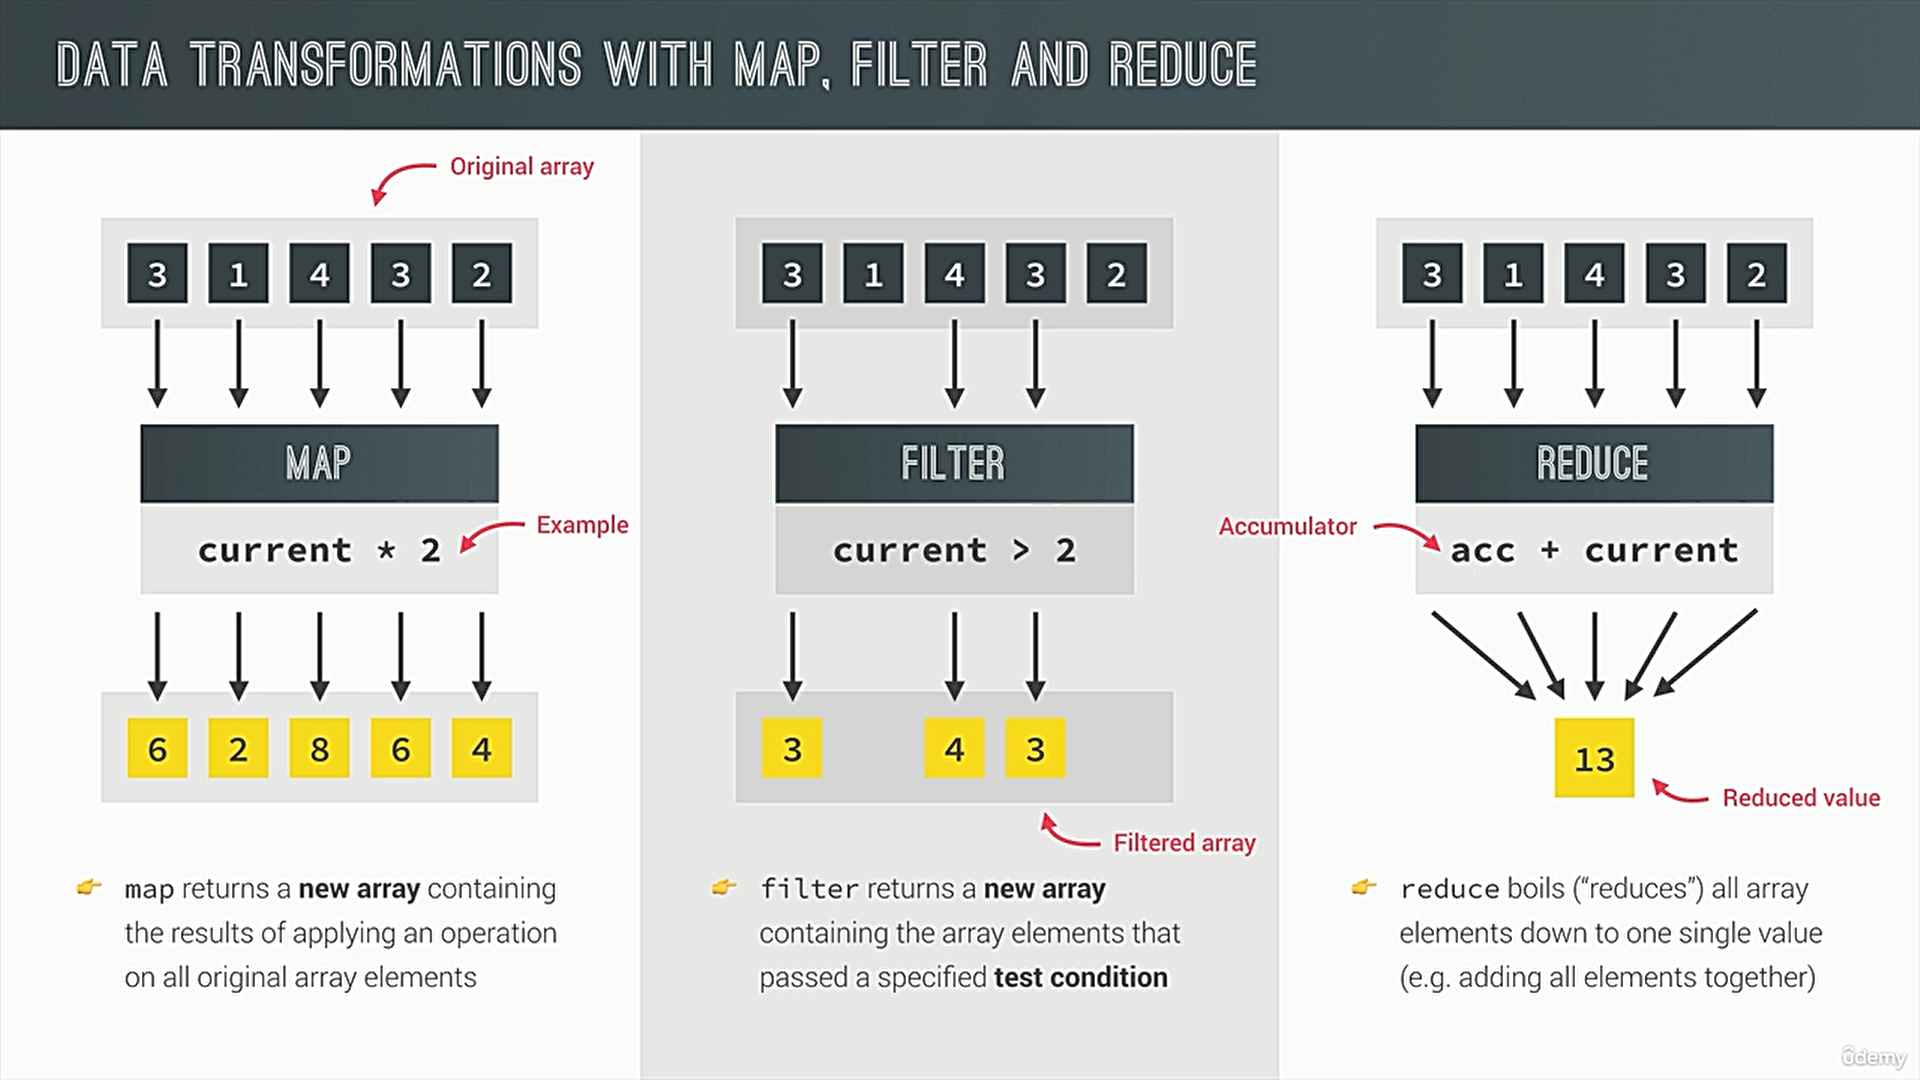 DATA TRANSFORMATIONS WITH MAP, FILTER AND REDUCE
Original array
3 1 4 3 2
MAP
current * 2
Example
6 2 8 6 4
map returns a new array containing
the results of applying an operation
on all original array elements
3 1 4 3 2
FILTER
current > 2
3 4 3
Filtered array
filter returns a new array
containing the array elements that
passed a specified test condition
3 1 4 3 2
REDUCE
Accumulator
acc + current
13
Reduced value
reduce boils (“reduces”) all array
elements down to one single value
(e.g. adding all elements together)
ûdemy